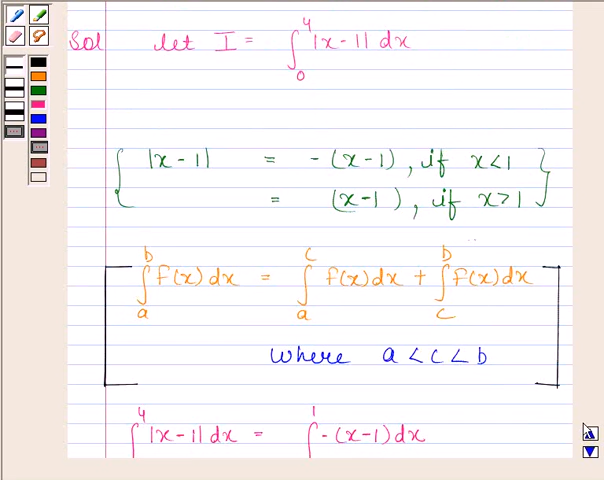 Sol let I = ∫₀⁴ |x-1| dx
|x-1| = -(x-1), if x<1
= (x-1), if x>1
∫ₐᵇ f(x) dx = ∫ₐᶜ f(x) dx + ∫꜀ᵇ f(x) dx
where a < c < b
∫⁴ |x-1| dx = ∫¹ -(x-1) dx